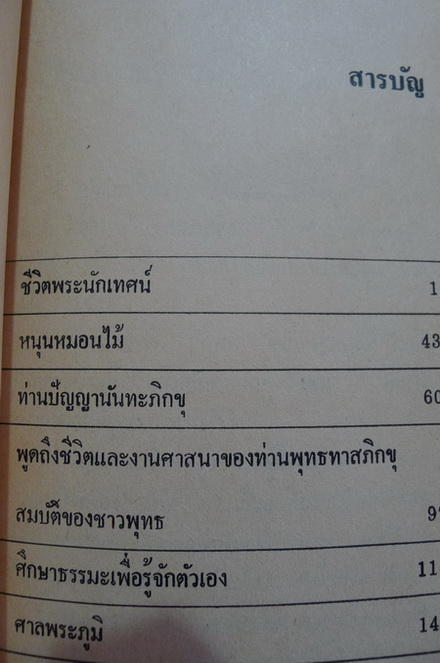 สารบัญ
ชีวิตพระนักเทศน์ 1
หนุนหมอนไม้ 43
ท่านปัญญานันทะภิกขุ 60
พูดถึงชีวิตและงานศาสนาของท่านพุทธทาสภิกขุ
สมบัติของชาวพุทธ 9
ศึกษาธรรมะเพื่อรู้จักตัวเอง 11
ศาลพระภูมิ 14